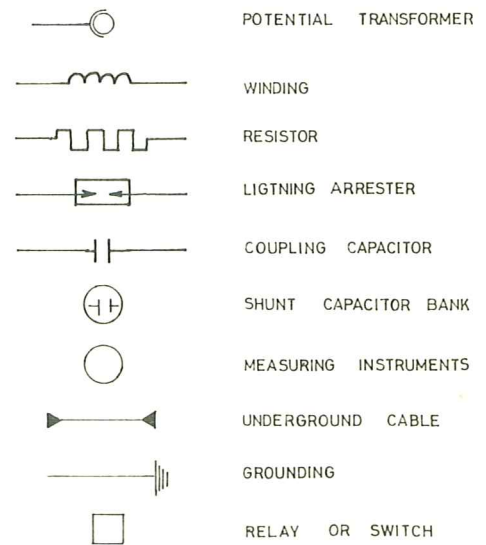 POTENTIAL TRANSFORMER
WINDING
RESISTOR
LIGTNING ARRESTER
COUPLING CAPACITOR
SHUNT CAPACITOR BANK
MEASURING INSTRUMENTS
UNDERGROUND CABLE
GROUNDING
RELAY OR SWITCH